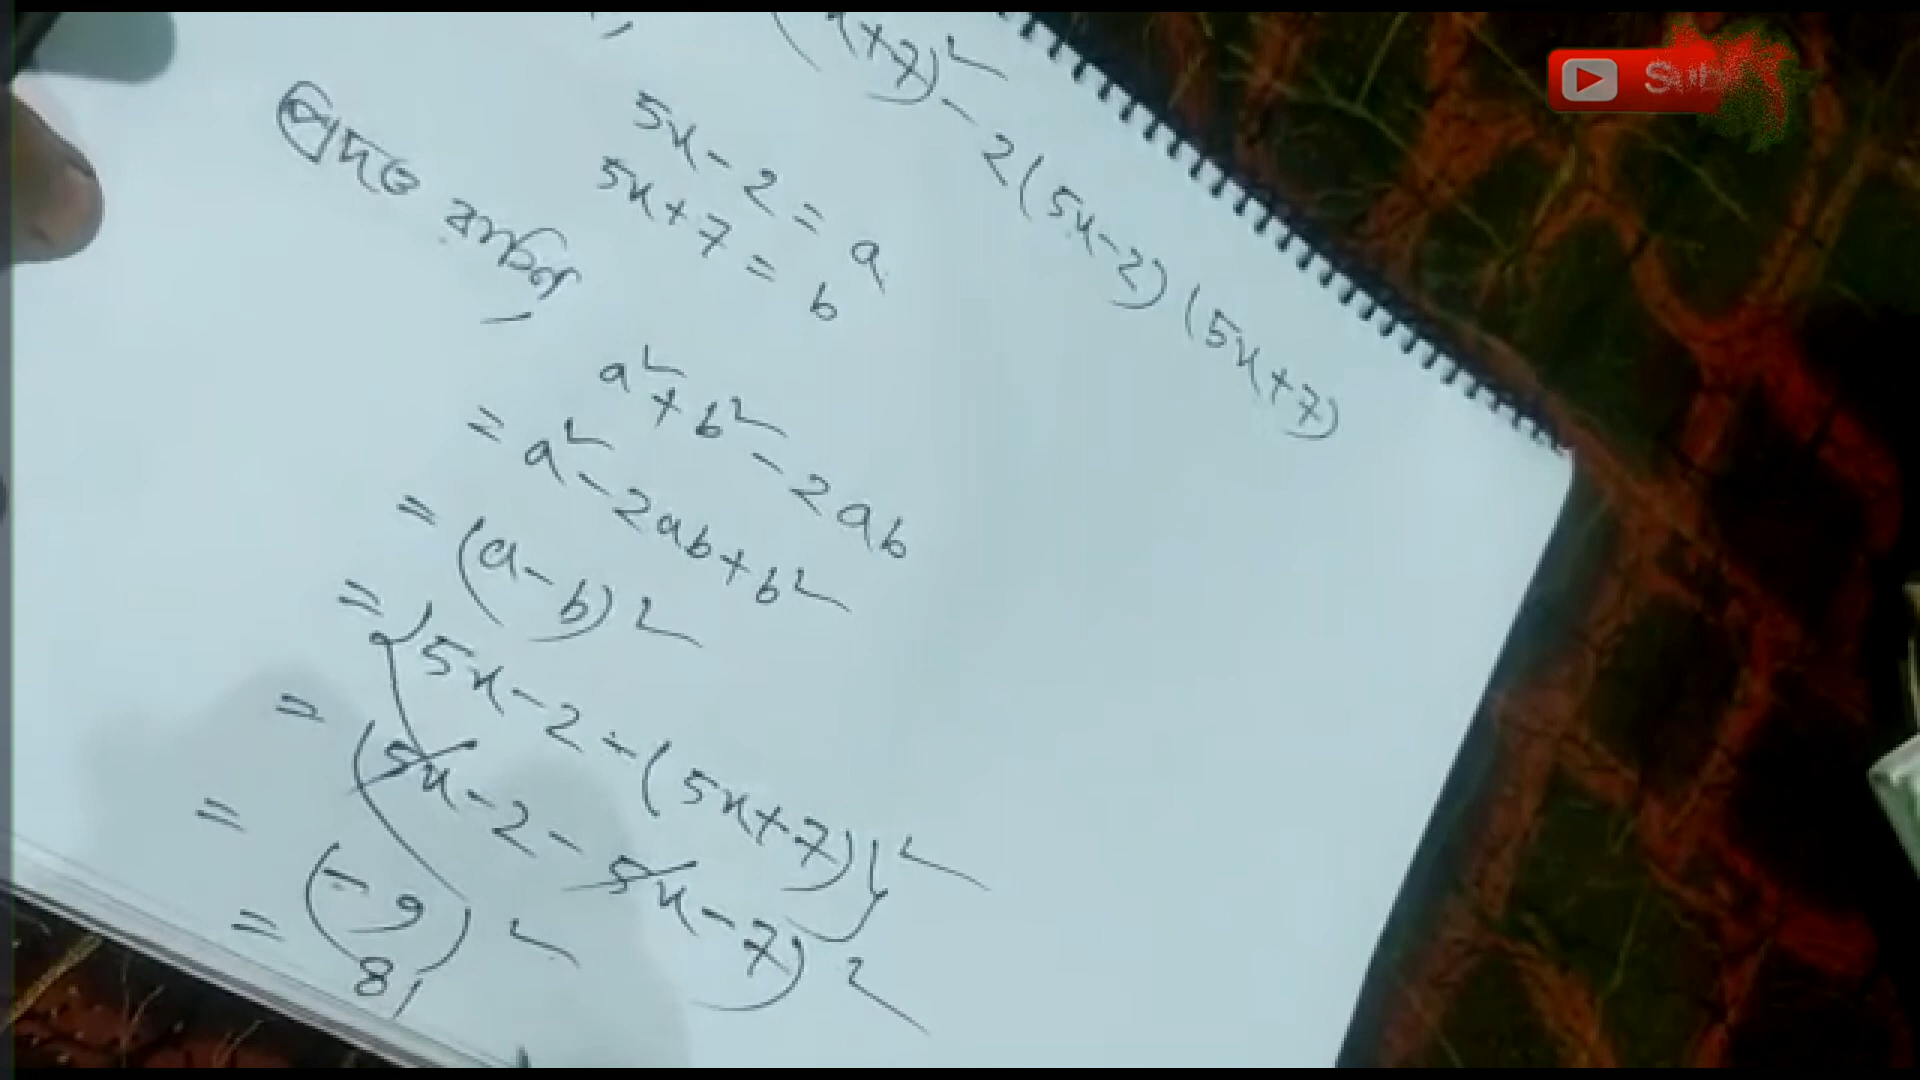 x+7)² - 2(5x-2)(5x+7)
5x-2 = a
5x+7 = b
প্রদত্ত রাশি,
a² + b² - 2ab
= a² - 2ab + b²
= (a-b)²
= {5x-2-(5x+7)}²
= (5x-2-5x-7)²
= (-9)²
= 81
Sub